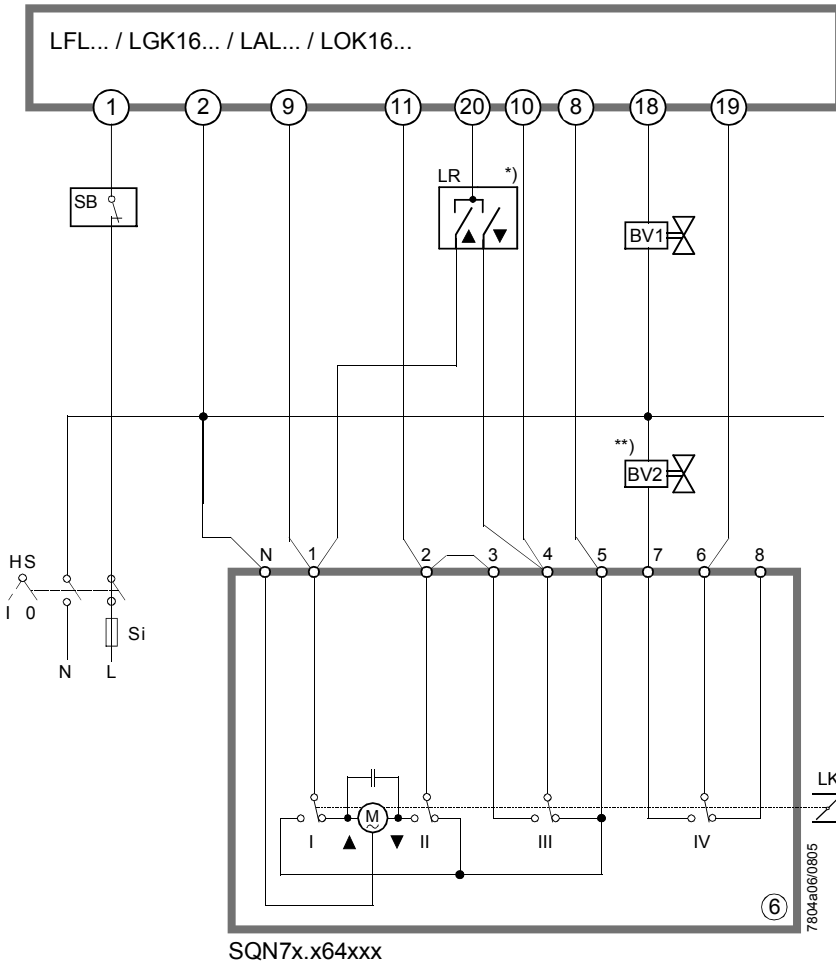 LFL... / LGK16... / LAL... / LOK16...
1 2 9 11 20 10 8 18 19
LR *)
SB
▲ ▼
BV1
**)
BV2
HS
N 1 2 3 4 5 7 6 8
I 0
Si
N L
LK
M
~
I ▲ ▼ II III IV
6
7804a06/0805
SQN7x.x64xxx